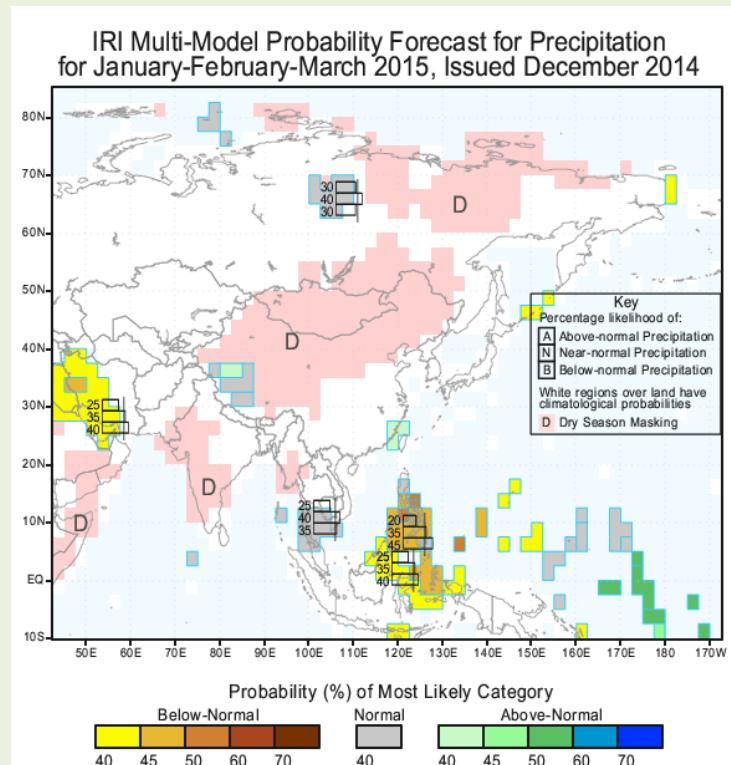 IRI Multi-Model Probability Forecast for Precipitation
for January-February-March 2015, Issued December 2014
80N
70N
60N
50N
40N
30N
20N
10N
EQ
10S
50E 60E 70E 80E 90E 100E 110E 120E 130E 140E 150E 160E 170E 180 170W
30
40
30
D
D
D
D
25
35
40
25
40
35
20
35
45
25
35
40
Key
Percentage likelihood of:
A Above-normal Precipitation
N Near-normal Precipitation
B Below-normal Precipitation
White regions over land have
climatological probabilities
D Dry Season Masking
Probability (%) of Most Likely Category
Below-Normal Normal Above-Normal
40 45 50 60 70 40 40 45 50 60 70